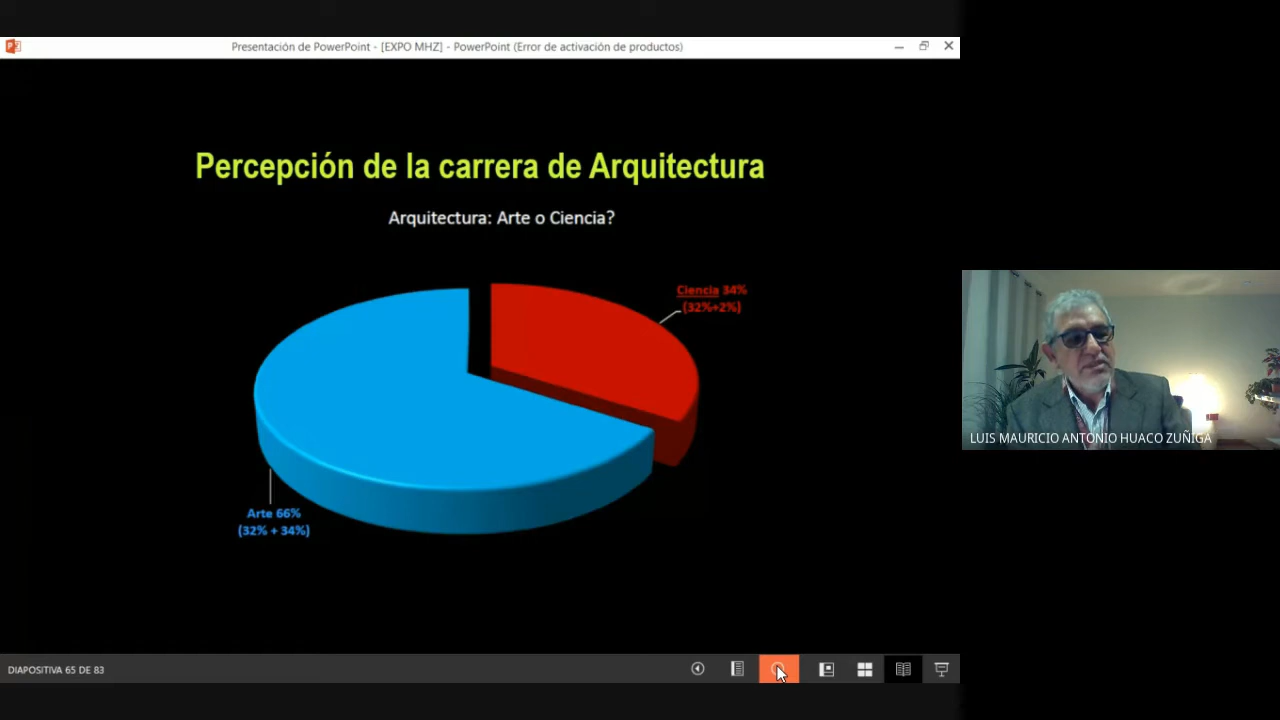 Presentación de PowerPoint - [EXPO MHZ] - PowerPoint (Error de activación de productos)
Percepción de la carrera de Arquitectura
Arquitectura: Arte o Ciencia?
Ciencia 34%
(32%+2%)
Arte 66%
(32% + 34%)
LUIS MAURICIO ANTONIO HUACO ZUÑIGA
DIAPOSITIVA 65 DE 83